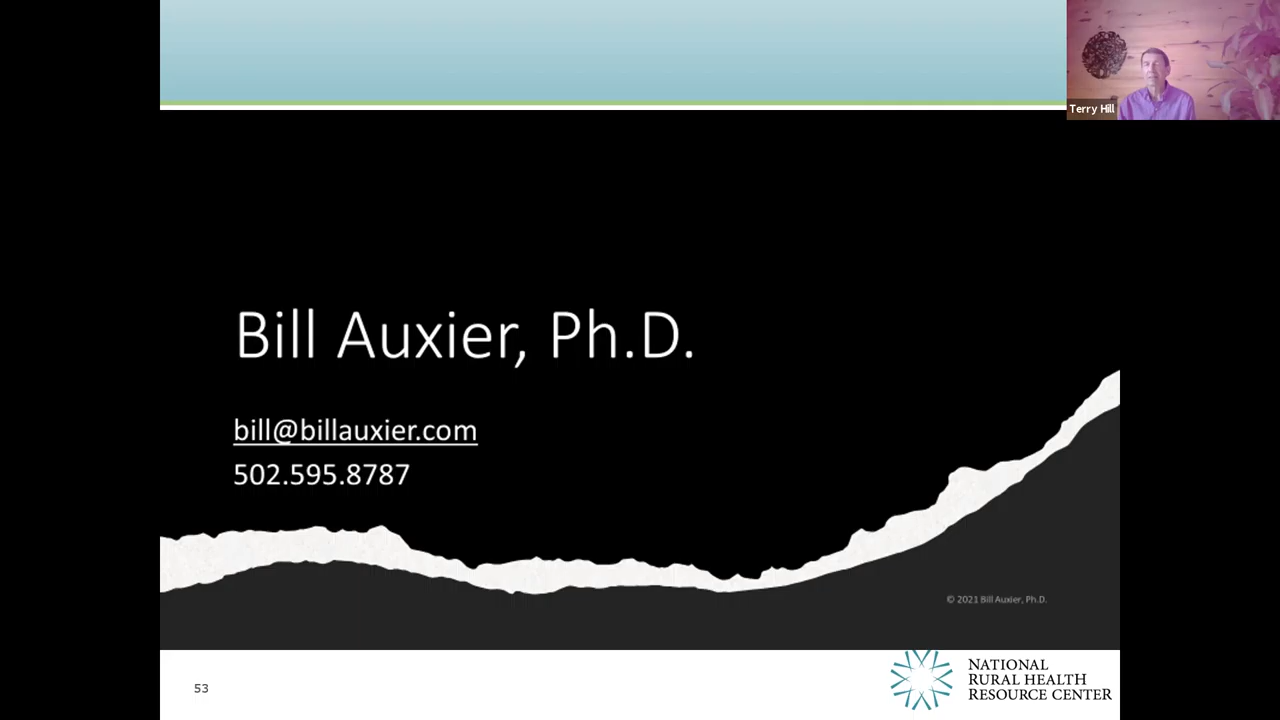 Terry Hill
Bill Auxier, Ph.D.
bill@billauxier.com
502.595.8787
© 2021 Bill Auxier, Ph.D.
53
NATIONAL
RURAL HEALTH
RESOURCE CENTER